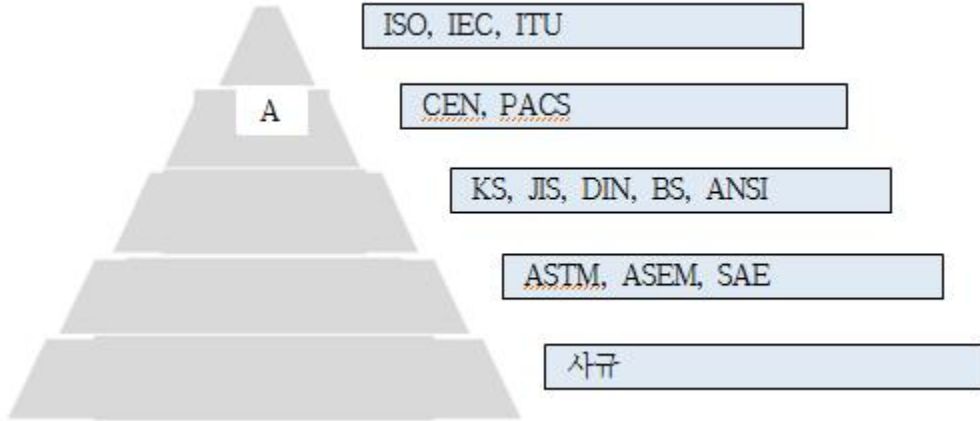 ISO, IEC, ITU
A
CEN, PACS
KS, JIS, DIN, BS, ANSI
ASTM, ASEM, SAE
사규